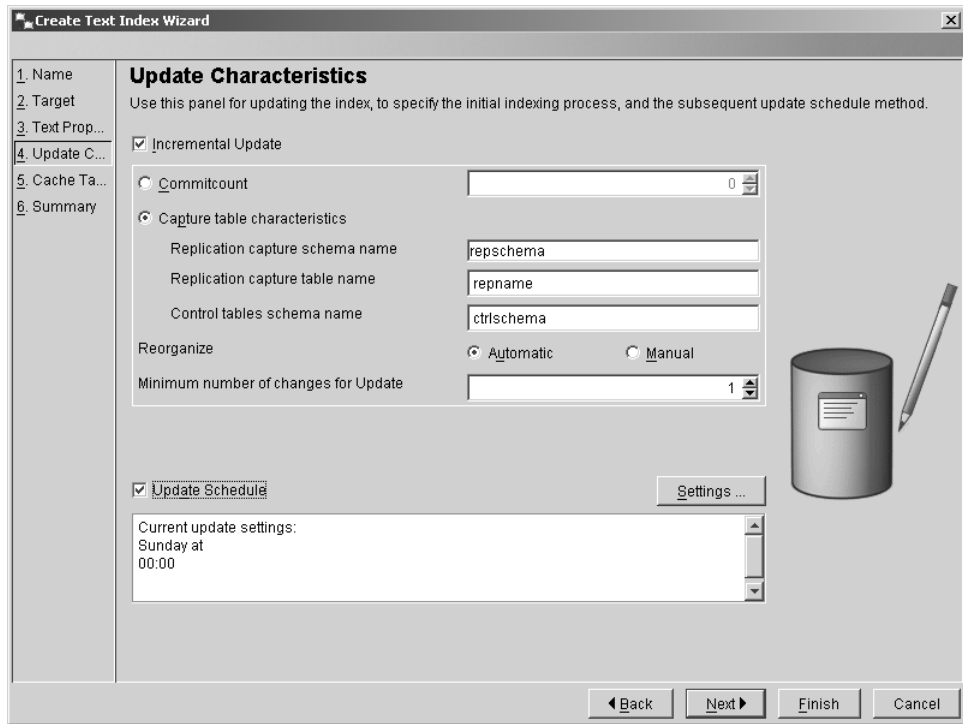 Create Text Index Wizard
1. Name
2. Target
3. Text Prop...
4. Update C...
5. Cache Ta...
6. Summary
Update Characteristics
Use this panel for updating the index, to specify the initial indexing process, and the subsequent update schedule method.
Incremental Update
Commitcount 0
Capture table characteristics
Replication capture schema name repschema
Replication capture table name repname
Control tables schema name ctrlschema
Reorganize Automatic Manual
Minimum number of changes for Update 1
Update Schedule Settings ...
Current update settings:
Sunday at
00:00
Back Next Finish Cancel